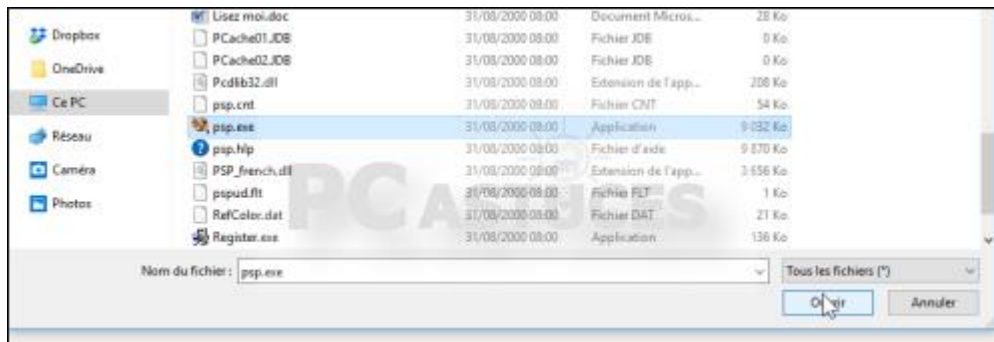 Lisez moi.doc 31/08/2000 08:00 Document Micros... 28 Ko
Dropbox PCache01.JDB 31/08/2000 08:00 Fichier JDB 0 Ko
PCache02.JDB 31/08/2000 08:00 Fichier JDB 0 Ko
OneDrive Pcdlib32.dll 31/08/2000 08:00 Extension de l'app... 208 Ko
Ce PC psp.cnt 31/08/2000 08:00 Fichier CNT 54 Ko
psp.exe 31/08/2000 08:00 Application 9 032 Ko
Réseau psp.hlp 31/08/2000 08:00 Fichier d'aide 9 870 Ko
Caméra PSP_french.dll 31/08/2000 08:00 Extension de l'app... 3 656 Ko
pspud.flt 31/08/2000 08:00 Fichier FLT 1 Ko
Photos RefColor.dat 31/08/2000 08:00 Fichier DAT 21 Ko
Register.exe 31/08/2000 08:00 Application 136 Ko
PC ASTUCES
Nom du fichier : psp.exe Tous les fichiers (*)
Ouvrir Annuler